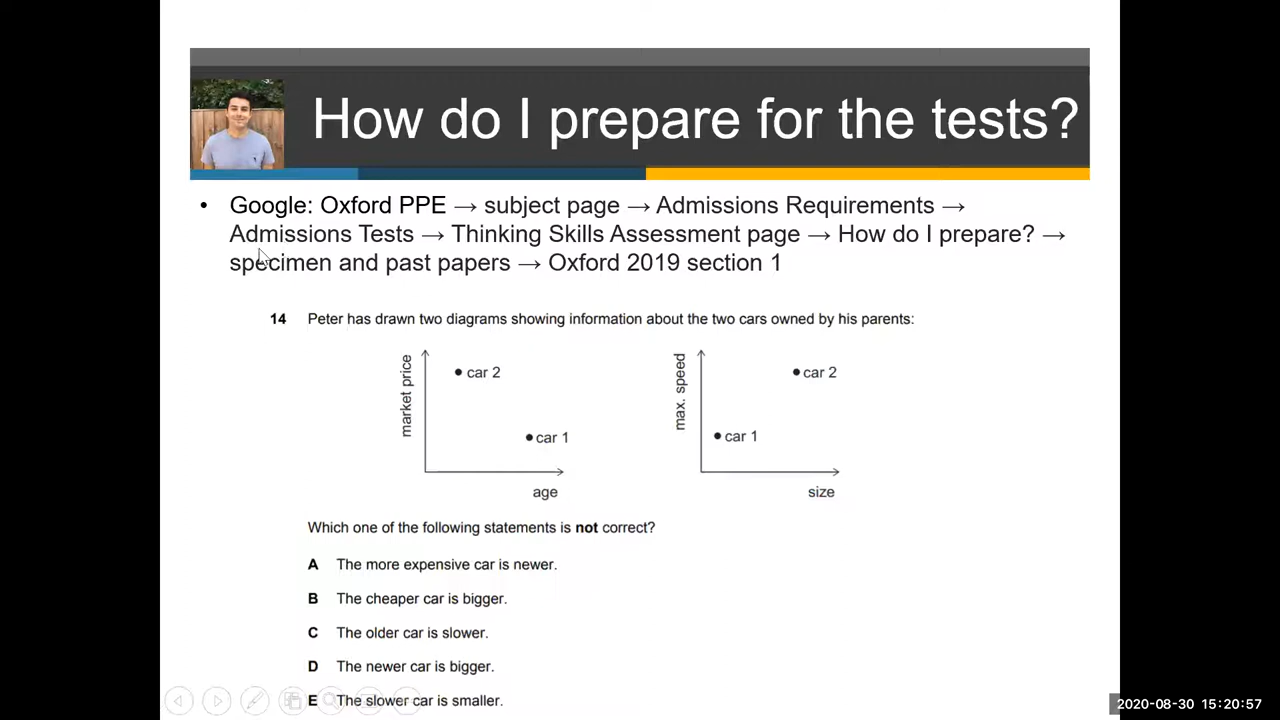 How do I prepare for the tests?
• Google: Oxford PPE → subject page → Admissions Requirements →
Admissions Tests → Thinking Skills Assessment page → How do I prepare? →
specimen and past papers → Oxford 2019 section 1
14 Peter has drawn two diagrams showing information about the two cars owned by his parents:
market price
car 2
car 1
age
max. speed
car 2
car 1
size
Which one of the following statements is not correct?
A The more expensive car is newer.
B The cheaper car is bigger.
C The older car is slower.
D The newer car is bigger.
E The slower car is smaller.
2020-08-30 15:20:57